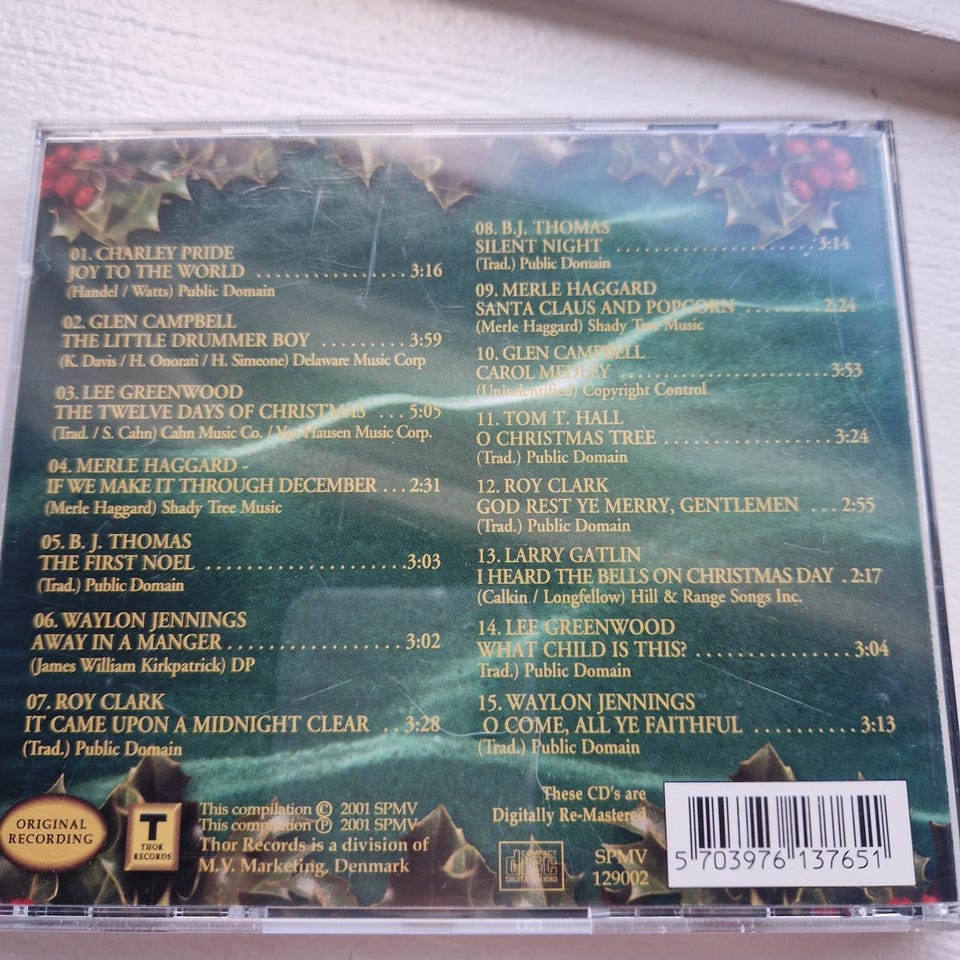 01. CHARLEY PRIDE
JOY TO THE WORLD ................. 3:16
(Handel / Watts) Public Domain
02. GLEN CAMPBELL
THE LITTLE DRUMMER BOY ......... 3:59
(K. Davis / H. Onorati / H. Simeone) Delaware Music Corp
03. LEE GREENWOOD
THE TWELVE DAYS OF CHRISTMAS ... 5:05
(Trad. / S. Cahn) Cahn Music Co. / Hausen Music Corp.
04. MERLE HAGGARD -
IF WE MAKE IT THROUGH DECEMBER ... 2:31
(Merle Haggard) Shady Tree Music
05. B. J. THOMAS
THE FIRST NOEL .....................3:03
(Trad.) Public Domain
06. WAYLON JENNINGS
AWAY IN A MANGER .................. 3:02
(James William Kirkpatrick) DP
07. ROY CLARK
IT CAME UPON A MIDNIGHT CLEAR .. 3:28
(Trad.) Public Domain
08. B.J. THOMAS
SILENT NIGHT .....................3:14
(Trad.) Public Domain
09. MERLE HAGGARD
SANTA CLAUS AND POPCORN ........ 2:24
(Merle Haggard) Shady Tree Music
10. GLEN CAMPBELL
CAROL MEDLEY .....................3:53
(Unindentified) Copyright Control
11. TOM T. HALL
O CHRISTMAS TREE ................. 3:24
(Trad.) Public Domain
12. ROY CLARK
GOD REST YE MERRY, GENTLEMEN ... 2:55
(Trad.) Public Domain
13. LARRY GATLIN
I HEARD THE BELLS ON CHRISTMAS DAY . 2:17
(Calkin / Longfellow) Hill & Range Songs Inc.
14. LEE GREENWOOD
WHAT CHILD IS THIS? ................ 3:04
Trad.) Public Domain
15. WAYLON JENNINGS
O COME, ALL YE FAITHFUL ........... 3:13
(Trad.) Public Domain
ORIGINAL
RECORDING
T
THOR
RECORDS
This compilation © 2001 SPMV
This compilation ℗ 2001 SPMV
Thor Records is a division of
M.V. Marketing, Denmark
These CD's are
Digitally Re-Mastered
COMPACT
disc
DIGITAL AUDIO
SPMV
129002
5 703976 137651